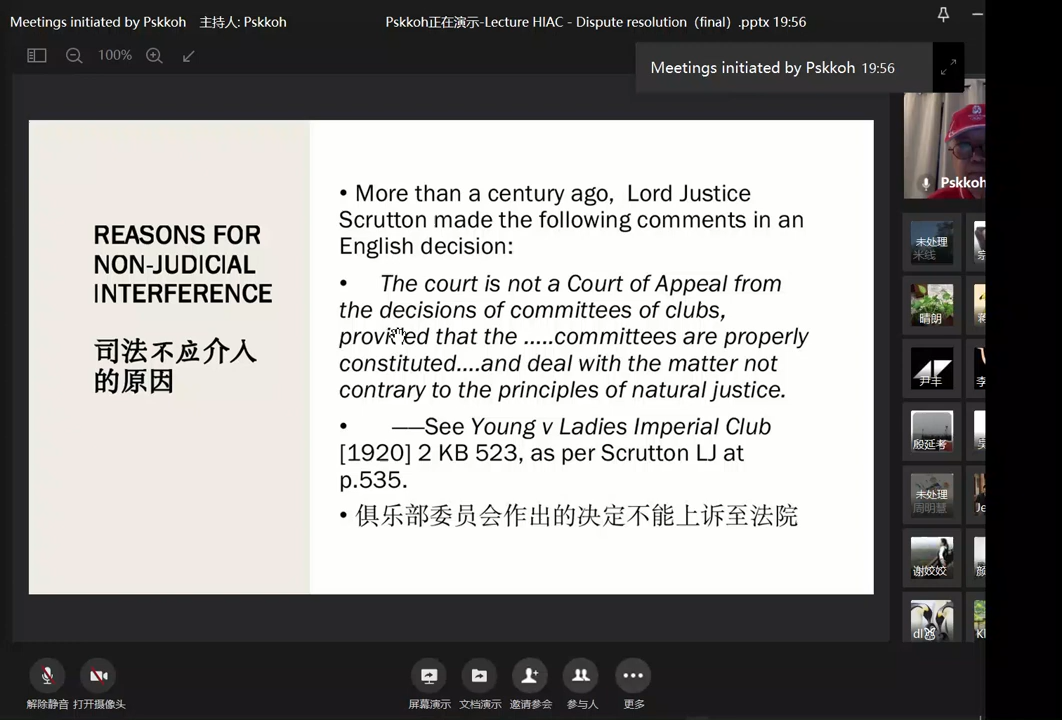 Meetings initiated by Pskkoh 主持人: Pskkoh
Pskkoh正在演示-Lecture HIAC - Dispute resolution（final）.pptx 19:56
100%
Meetings initiated by Pskkoh 19:56
REASONS FOR
NON-JUDICIAL
INTERFERENCE
司法不应介入
的原因
• More than a century ago, Lord Justice
Scrutton made the following comments in an
English decision:
• The court is not a Court of Appeal from
the decisions of committees of clubs,
provided that the .....committees are properly
constituted....and deal with the matter not
contrary to the principles of natural justice.
• ——See Young v Ladies Imperial Club
[1920] 2 KB 523, as per Scrutton LJ at
p.535.
• 俱乐部委员会作出的决定不能上诉至法院
Pskkoh
未处理
米线
晴朗
尹丰
殷延考
未处理
周明慧
谢姣姣
解除静音
打开摄像头
屏幕演示
文档演示
邀请参会
参与人
更多